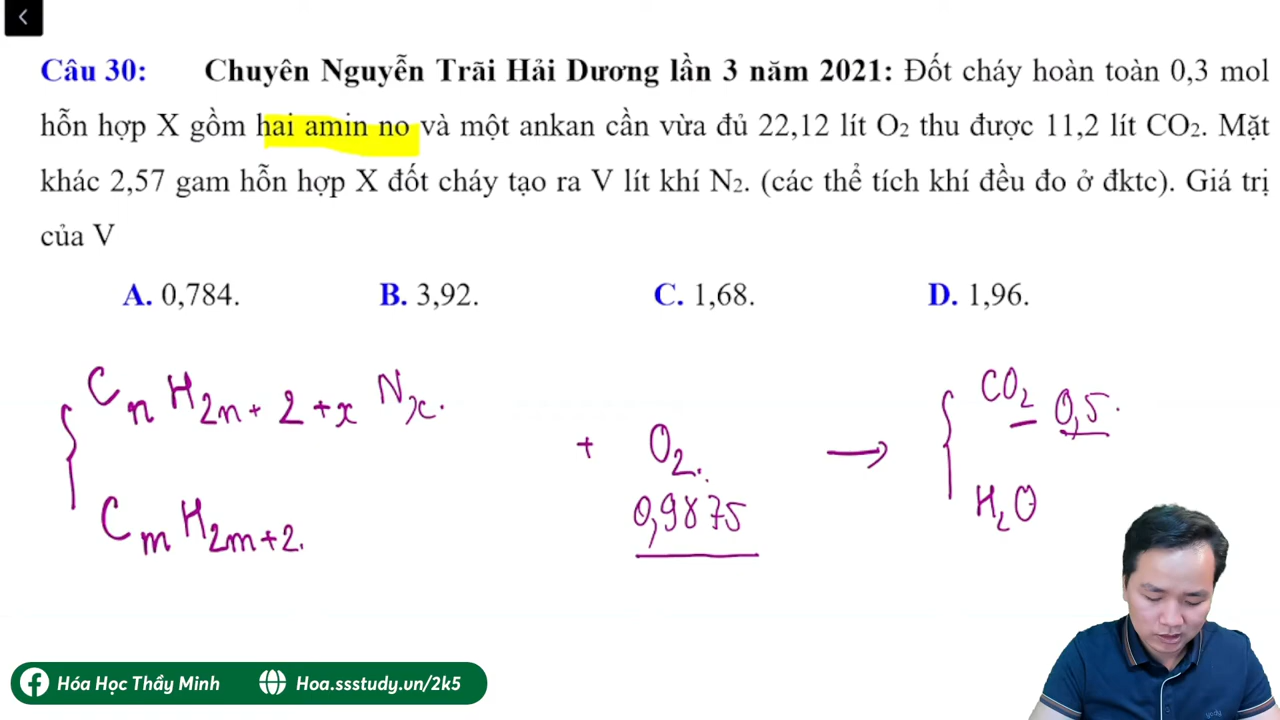 Câu 30: Chuyên Nguyễn Trãi Hải Dương lần 3 năm 2021: Đốt cháy hoàn toàn 0,3 mol
hỗn hợp X gồm hai amin no và một ankan cần vừa đủ 22,12 lít O₂ thu được 11,2 lít CO₂. Mặt
khác 2,57 gam hỗn hợp X đốt cháy tạo ra V lít khí N₂. (các thể tích khí đều đo ở đktc). Giá trị
của V
A. 0,784. B. 3,92. C. 1,68. D. 1,96.
CnH2n+2+xNx.
CmH2m+2.
+ O₂. →
0,9875
CO₂ 0,5.
H₂O
Hóa Học Thầy Minh Hoa.ssstudy.vn/2k5